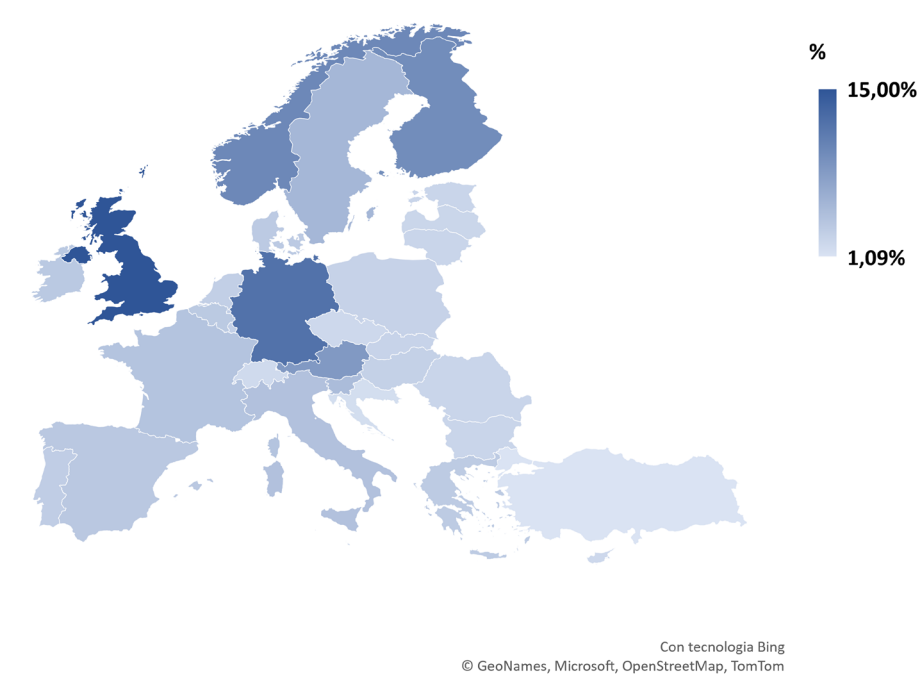 %
15,00%
1,09%
Con tecnologia Bing
© GeoNames, Microsoft, OpenStreetMap, TomTom